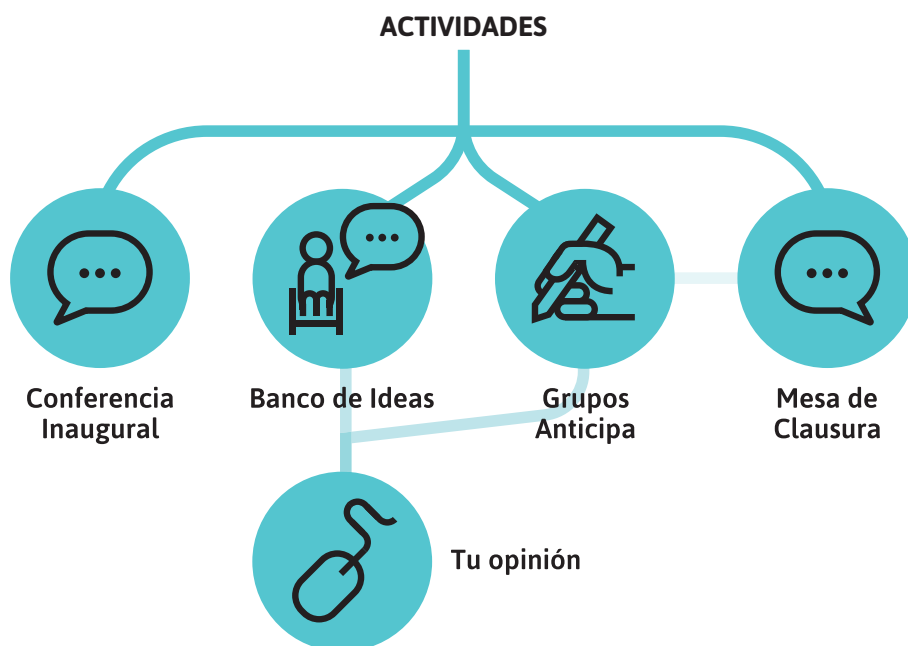 ACTIVIDADES
Conferencia
Inaugural
Banco de Ideas
Grupos
Anticipa
Mesa de
Clausura
Tu opinión